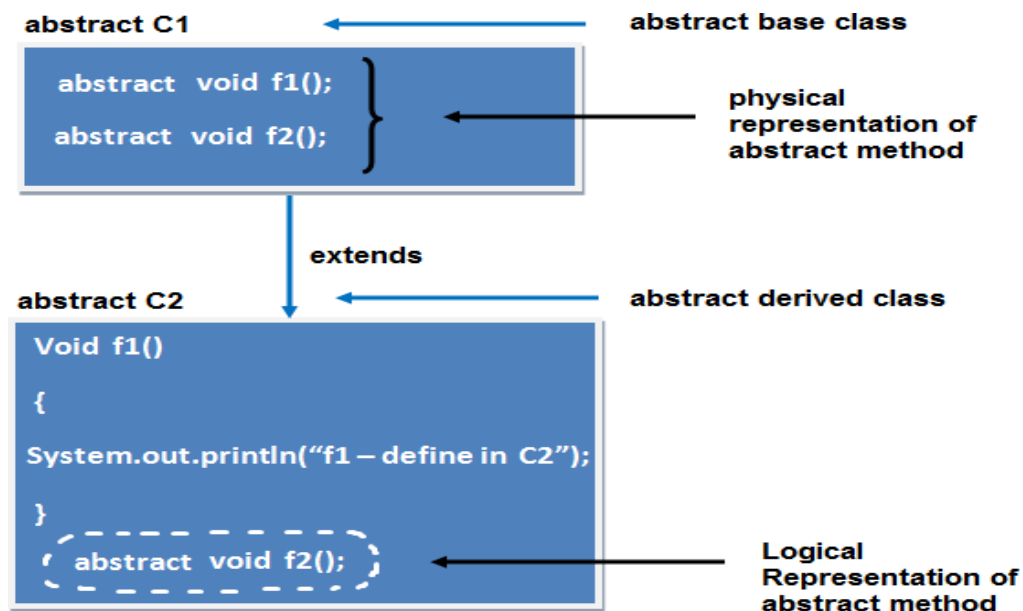 abstract C1
abstract base class
abstract void f1();
abstract void f2();
physical
representation of
abstract method
extends
abstract C2
abstract derived class
Void f1()
{
System.out.println(“f1 – define in C2”);
}
abstract void f2();
Logical
Representation of
abstract method